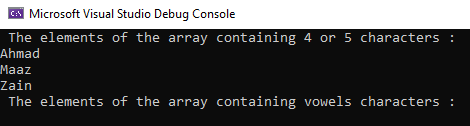 Microsoft Visual Studio Debug Console
The elements of the array containing 4 or 5 characters :
Ahmad
Maaz
Zain
The elements of the array containing vowels characters :